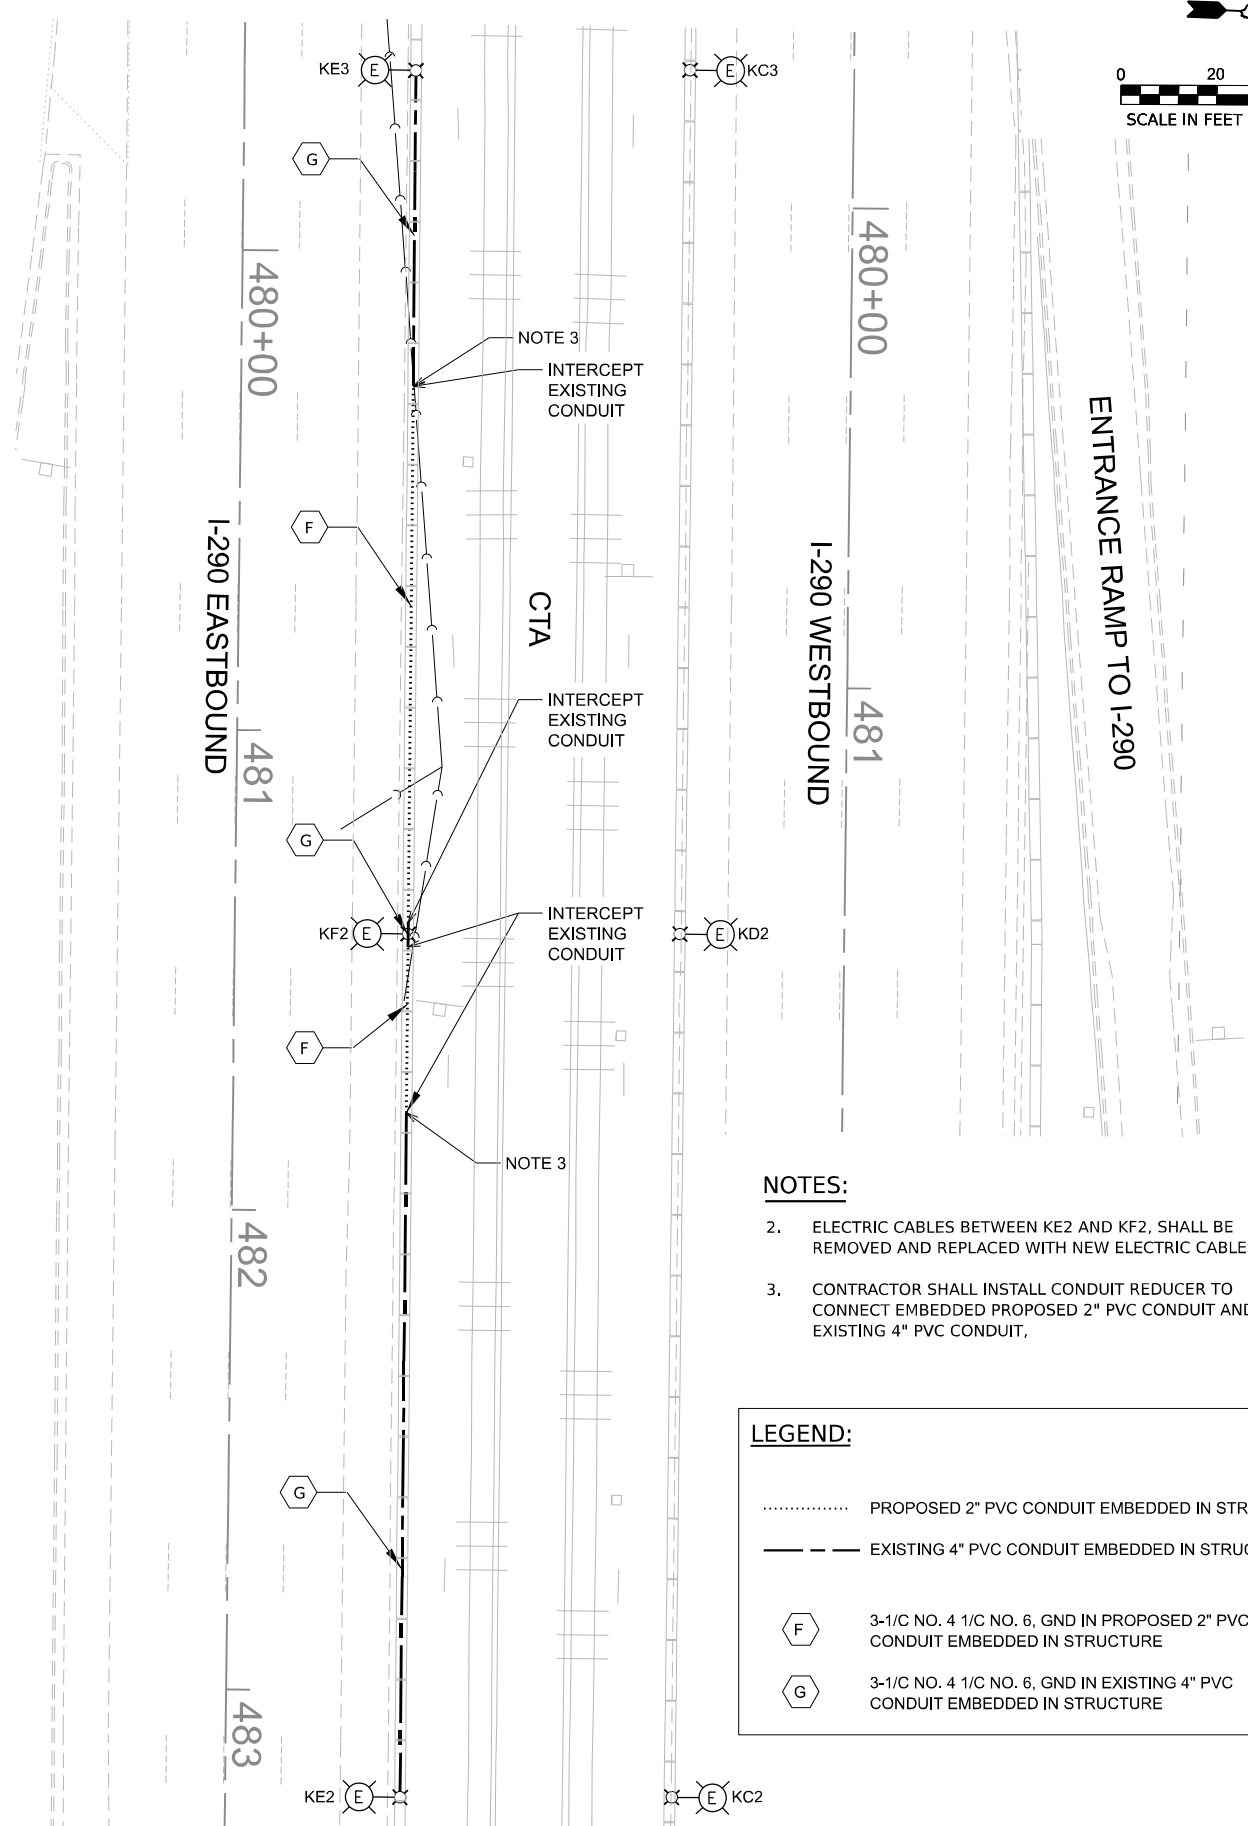 0 20
SCALE IN FEET
KE3 E
E KC3
G
480+00
480+00
NOTE 3
INTERCEPT
EXISTING
CONDUIT
F
I-290 EASTBOUND
CTA
I-290 WESTBOUND
ENTRANCE RAMP TO I-290
INTERCEPT
EXISTING
CONDUIT
481
481
G
INTERCEPT
EXISTING
CONDUIT
KF2 E
E KD2
F
NOTE 3
482
NOTES:
2. ELECTRIC CABLES BETWEEN KE2 AND KF2, SHALL BE
REMOVED AND REPLACED WITH NEW ELECTRIC CABLE
3. CONTRACTOR SHALL INSTALL CONDUIT REDUCER TO
CONNECT EMBEDDED PROPOSED 2" PVC CONDUIT AND
EXISTING 4" PVC CONDUIT,
LEGEND:
PROPOSED 2" PVC CONDUIT EMBEDDED IN STR
EXISTING 4" PVC CONDUIT EMBEDDED IN STRUC
F 3-1/C NO. 4 1/C NO. 6, GND IN PROPOSED 2" PVC
CONDUIT EMBEDDED IN STRUCTURE
G 3-1/C NO. 4 1/C NO. 6, GND IN EXISTING 4" PVC
CONDUIT EMBEDDED IN STRUCTURE
G
483
KE2 E
E KC2